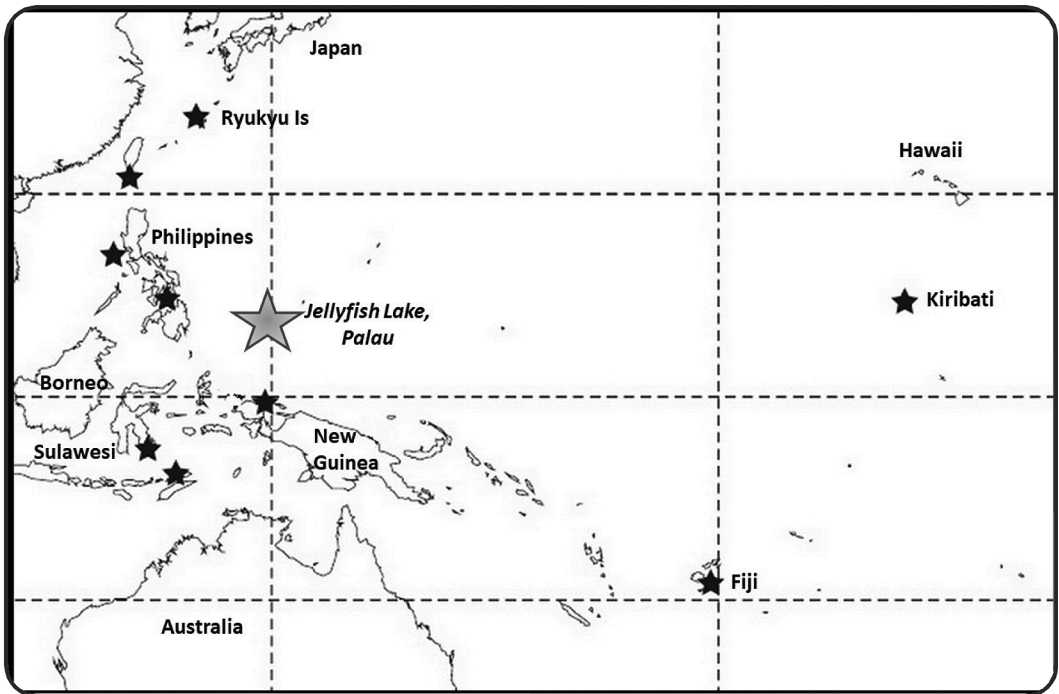 Japan
Ryukyu Is
Hawaii
Philippines
Jellyfish Lake,
Palau
Kiribati
Borneo
New
Guinea
Sulawesi
Fiji
Australia